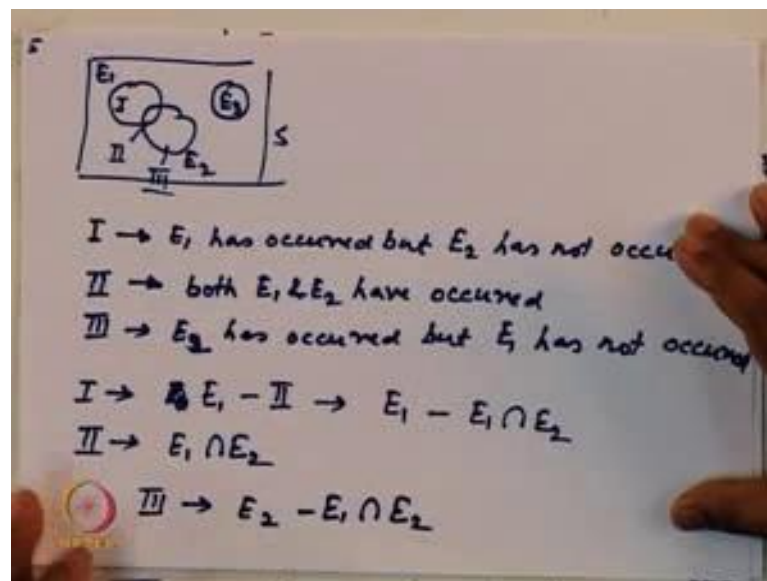 E₁
I
E₃
S
II
E₂
III
I → E₁ has occurred but E₂ has not occu
II → both E₁ & E₂ have occured
III → E₂ has occurred but E₁ has not occurred
I → E₁ - II → E₁ - E₁ ∩ E₂
II → E₁ ∩ E₂
III → E₂ - E₁ ∩ E₂